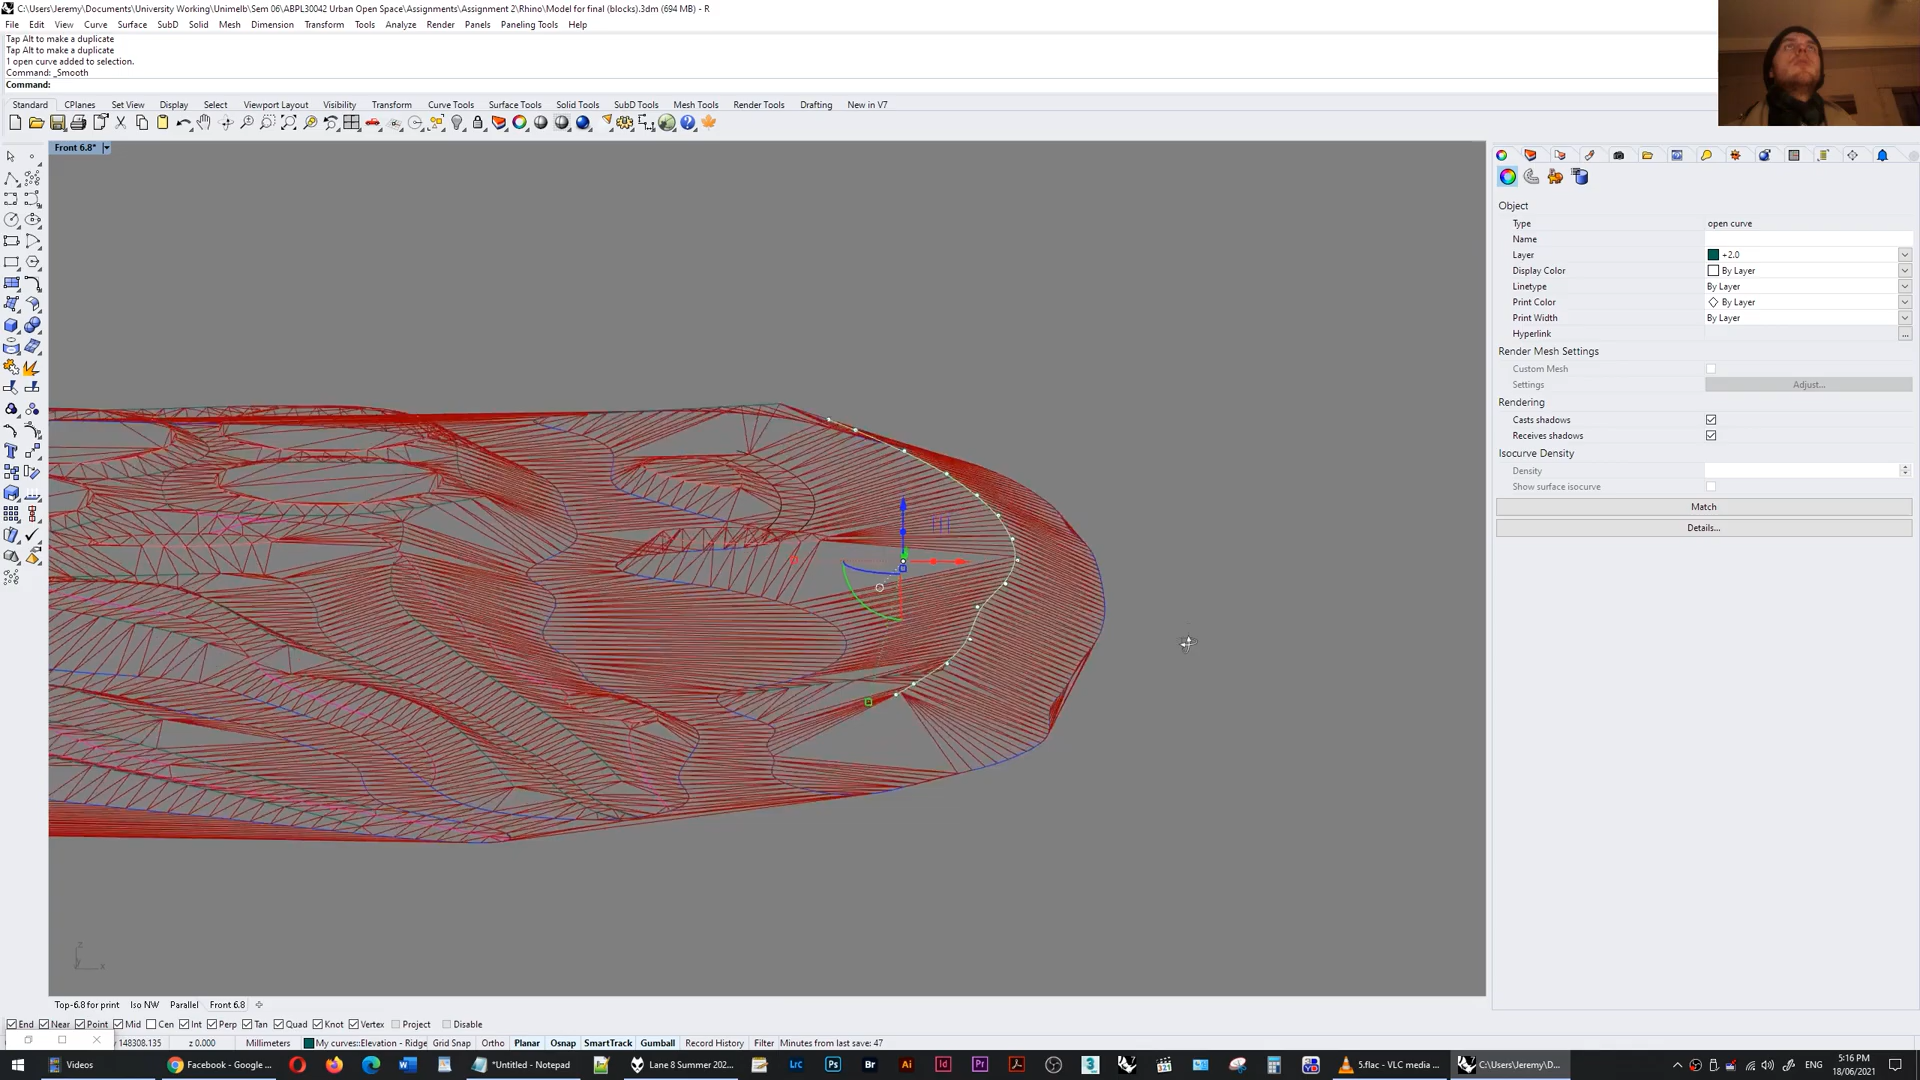 C:\Users\Jeremy\Documents\University Working\Unimelb\Sem 06\ABPL30042 Urban Open Space\Assignments\Assignment 2\Rhino\Model for final (blocks).3dm (694 MB) - R
File Edit View Curve Surface SubD Solid Mesh Dimension Transform Tools Analyze Render Panels Paneling Tools Help
Tap Alt to make a duplicate
Tap Alt to make a duplicate
1 open curve added to selection.
Command: _Smooth
Command:
Standard CPlanes Set View Display Select Viewport Layout Visibility Transform Curve Tools Surface Tools Solid Tools SubD Tools Mesh Tools Render Tools Drafting New in V7
Front 6.8*
Object
Type open curve
Name
Layer +2.0
Display Color By Layer
Linetype By Layer
Print Color By Layer
Print Width By Layer
Hyperlink ...
Render Mesh Settings
Custom Mesh
Settings Adjust...
Rendering
Casts shadows
Receives shadows
Isocurve Density
Density
Show surface isocurve
Match
Details...
z
x
Top-6.8 for print Iso NW Parallel Front 6.8
End Near Point Mid Cen Int Perp Tan Quad Knot Vertex Project Disable
y 148308.135 z 0.000 Millimeters My curves::Elevation - Ridge Grid Snap Ortho Planar Osnap SmartTrack Gumball Record History Filter Minutes from last save: 47
Videos Facebook - Google ... *Untitled - Notepad Lane 8 Summer 202... Lrc Ps Br Ai Id Pr 3 5.flac - VLC media ... C:\Users\Jeremy\D... ENG 5:16 PM
18/06/2021